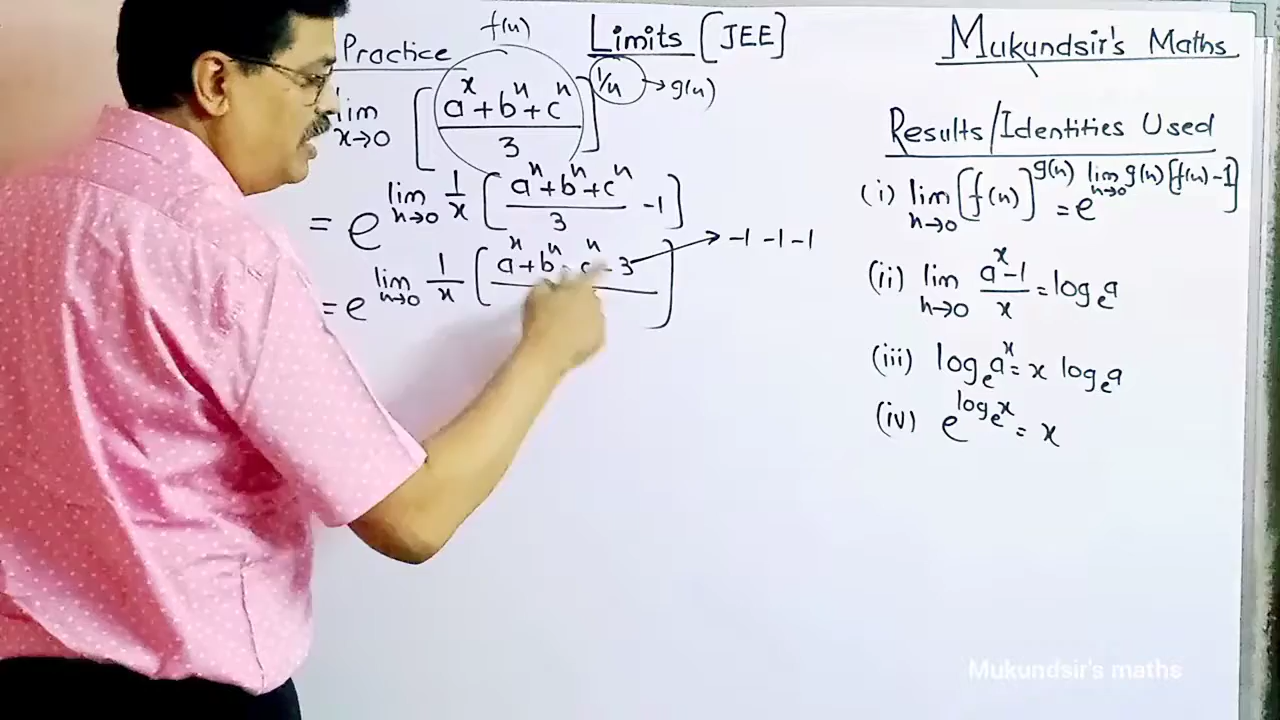 Practice Limits [JEE]
f(x)
lim x→0 [ (a^x + b^x + c^x) / 3 ]^(1/x) → g(x)
= e^ lim x→0 1/x [ (a^x + b^x + c^x) / 3 - 1 ]
= e^ lim x→0 1/x [ a^x + b^x c^x - 3 ] → -1 -1 -1
Mukundsir's Maths
Results/Identities Used
(i) lim x→0 [f(x)]^g(x) = e^ lim x→0 g(x)[f(x)-1]
(ii) lim x→0 (a^x - 1) / x = log_e a
(iii) log_e a^x = x log_e a
(iv) e^(log_e x) = x
Mukundsir's maths